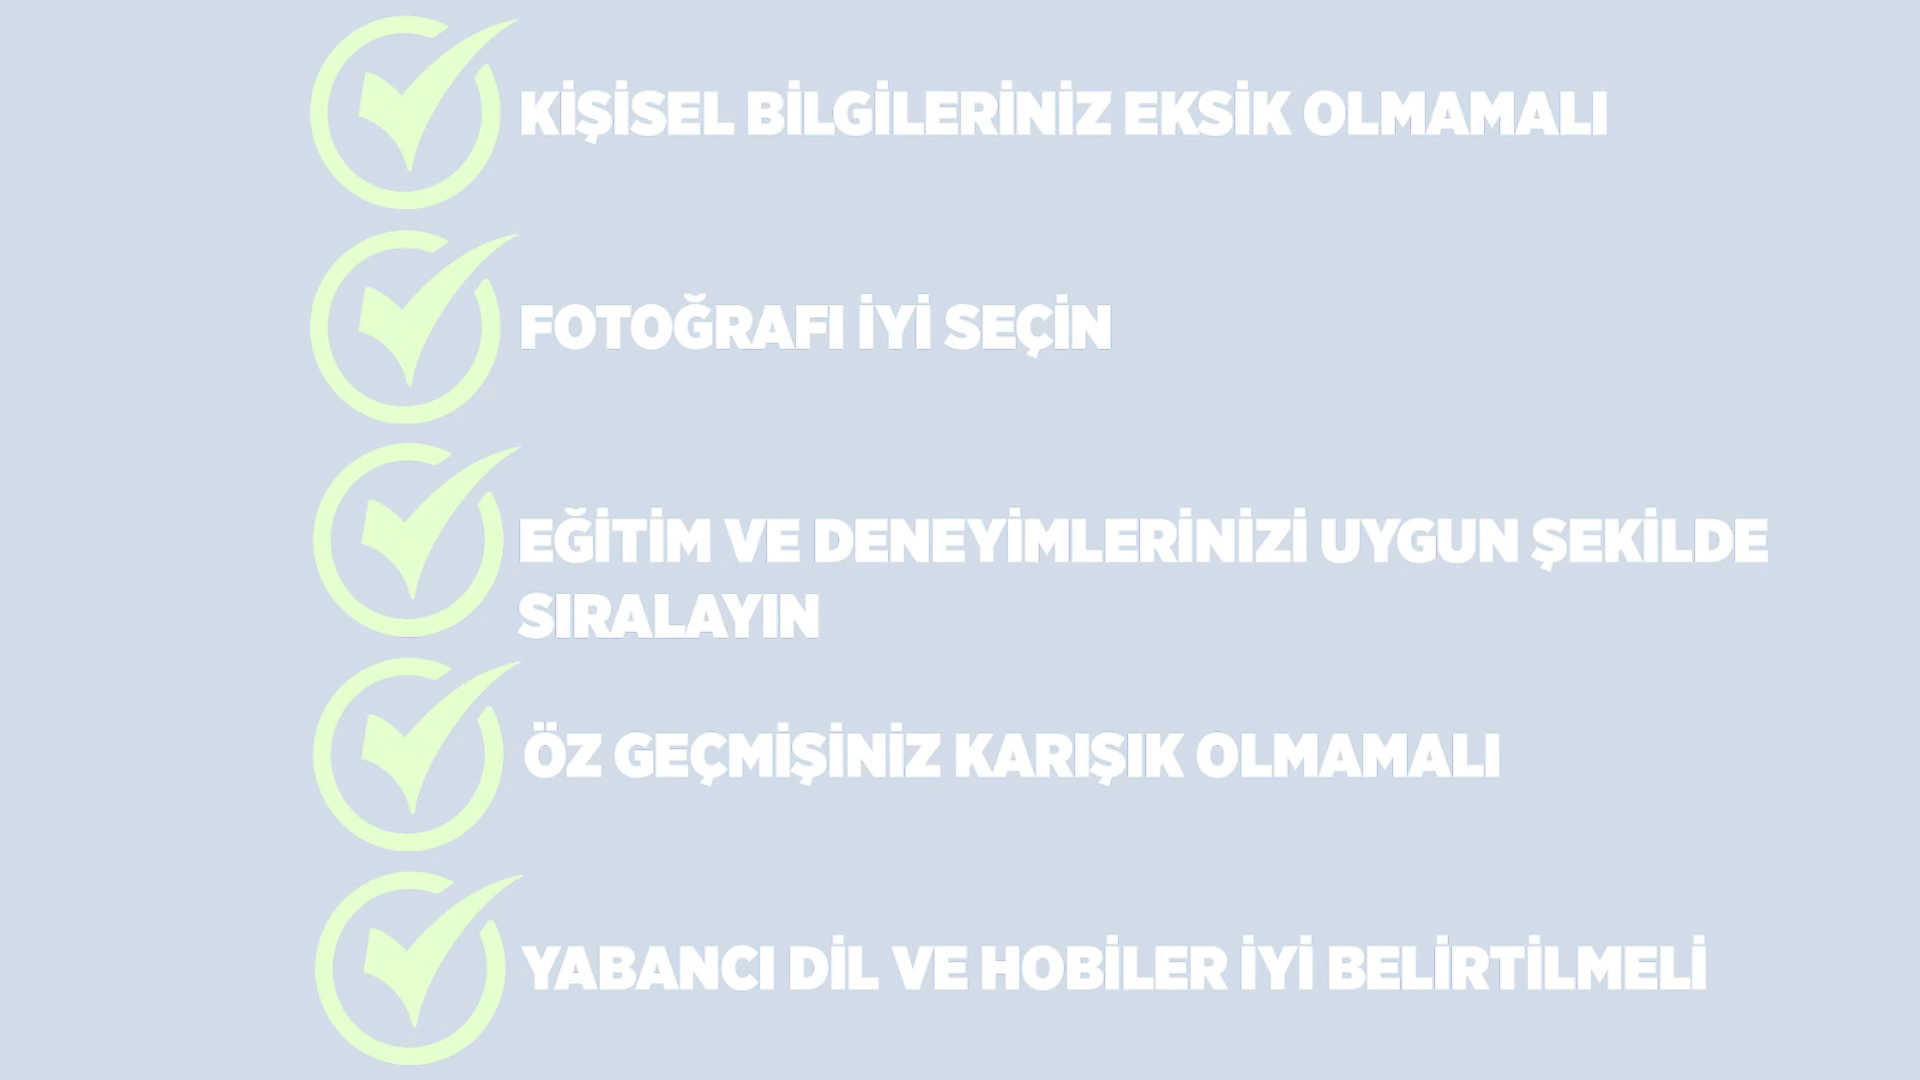 KİŞİSEL BİLGİLERİNİZ EKSİK OLMAMALI
FOTOĞRAFI İYİ SEÇİN
EĞİTİM VE DENEYİMLERİNİZİ UYGUN ŞEKİLDE
SIRALAYIN
ÖZ GEÇMİŞİNİZ KARIŞIK OLMAMALI
YABANCI DİL VE HOBİLER İYİ BELİRTİLMELİ